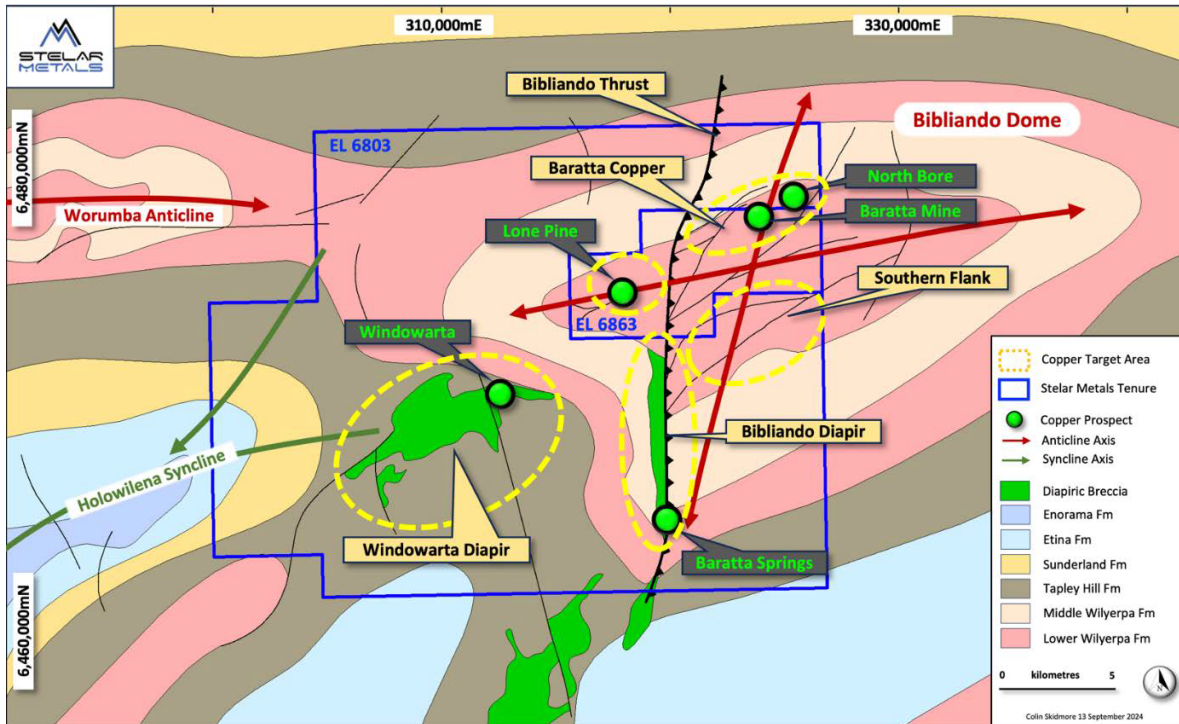 310,000mE
330,000mE
STELAR
METALS
Bibliando Thrust
Bibliando Dome
EL 6803
6,480,000mN
Baratta Copper
North Bore
Worumba Anticline
Baratta Mine
Lone Pine
Southern Flank
EL 6863
Windowarta
Bibliando Diapir
Holowilena Syncline
Windowarta Diapir
Baratta Springs
6,460,000mN
Copper Target Area
Stelar Metals Tenure
Copper Prospect
Anticline Axis
Syncline Axis
Diapiric Breccia
Enorama Fm
Etina Fm
Sunderland Fm
Tapley Hill Fm
Middle Wilyerpa Fm
Lower Wilyerpa Fm
0 kilometres 5
N
Colin Skidmore 13 September 2024